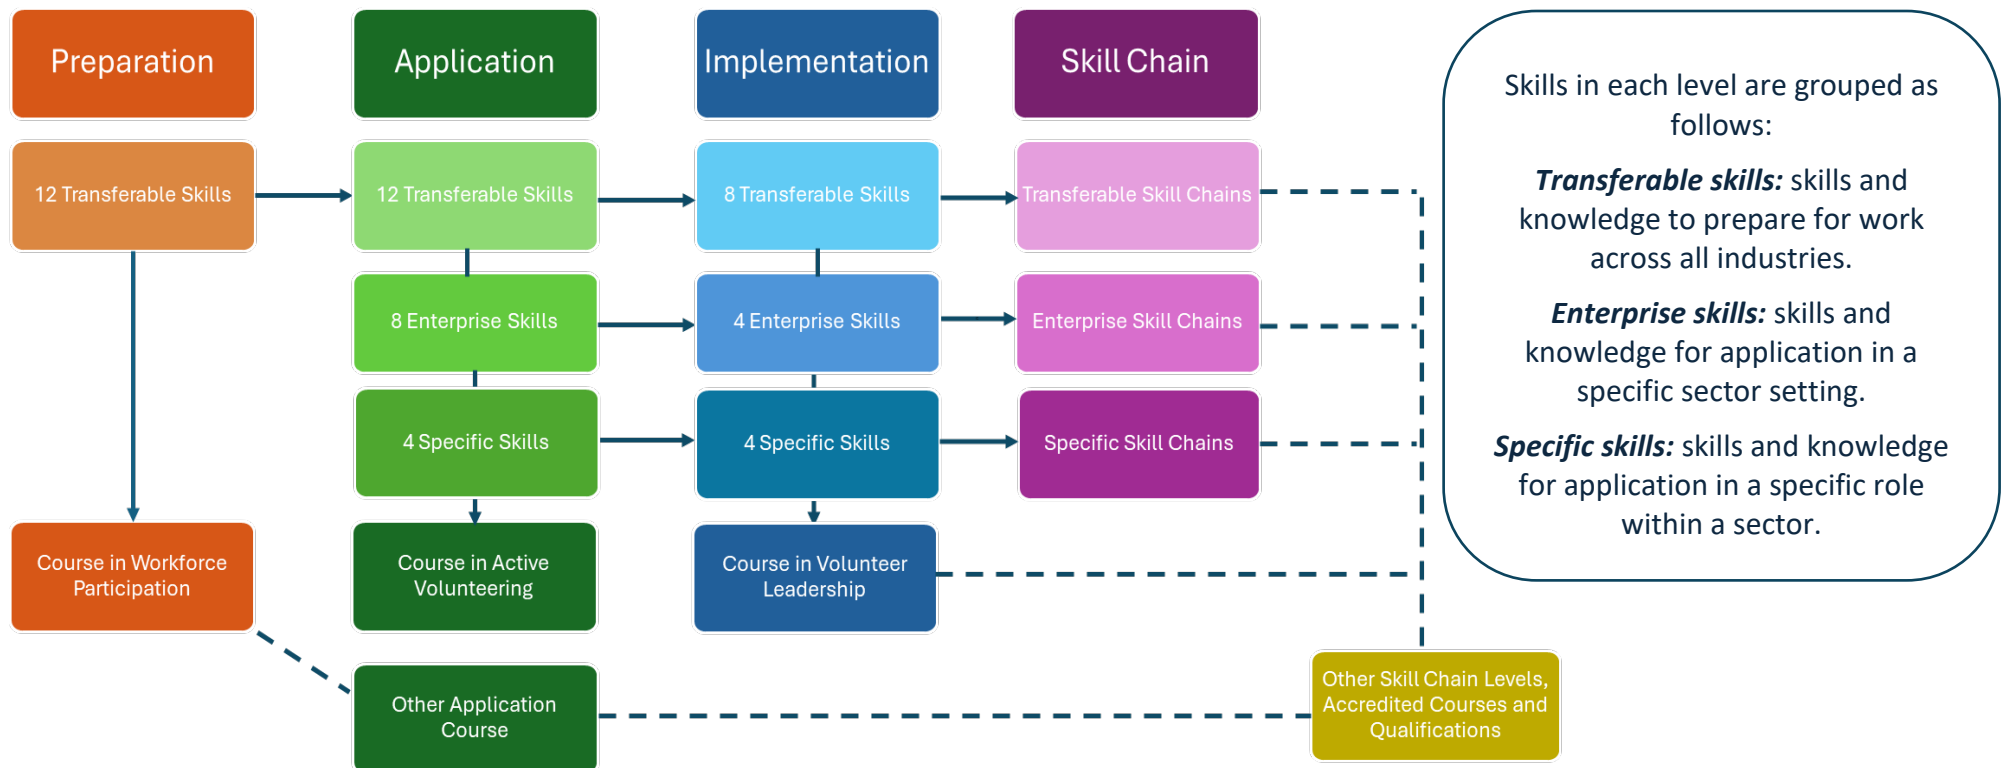 Preparation
Application
Implementation
Skill Chain
12 Transferable Skills
12 Transferable Skills
8 Transferable Skills
Transferable Skill Chains
8 Enterprise Skills
4 Enterprise Skills
Enterprise Skill Chains
4 Specific Skills
4 Specific Skills
Specific Skill Chains
Course in Workforce
Participation
Course in Active
Volunteering
Course in Volunteer
Leadership
Other Application
Course
Other Skill Chain Levels,
Accredited Courses and
Qualifications
Skills in each level are grouped as
follows:
Transferable skills: skills and
knowledge to prepare for work
across all industries.
Enterprise skills: skills and
knowledge for application in a
specific sector setting.
Specific skills: skills and knowledge
for application in a specific role
within a sector.